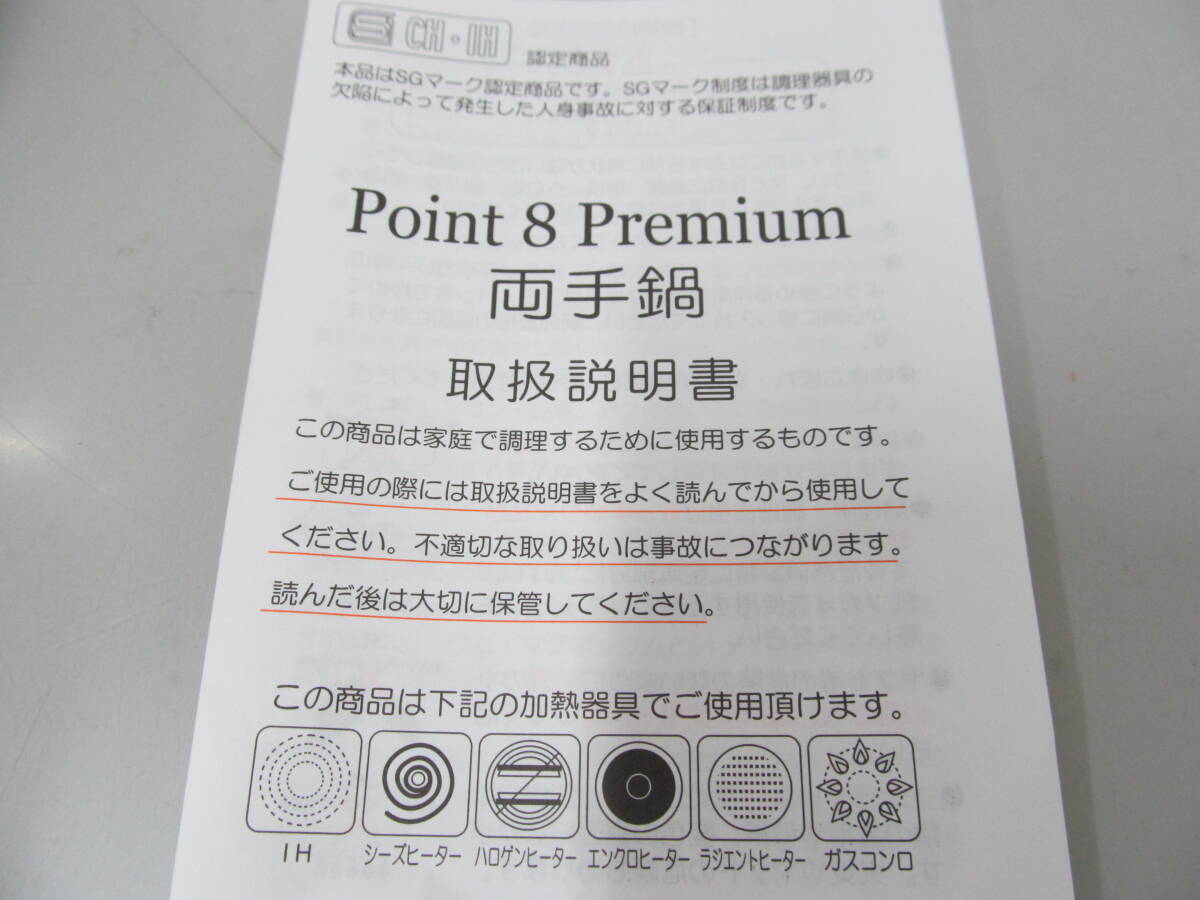 S CH・IH 認定商品
本品はSGマーク認定商品です。SGマーク制度は調理器具の
欠陥によって発生した人身事故に対する保証制度です。
Point 8 Premium
両手鍋
取扱説明書
この商品は家庭で調理するために使用するものです。
ご使用の際には取扱説明書をよく読んでから使用して
ください。不適切な取り扱いは事故につながります。
読んだ後は大切に保管してください。
この商品は下記の加熱器具でご使用頂けます。
IH シーズヒーター ハロゲンヒーター エンクロヒーター ラジエントヒーター ガスコンロ